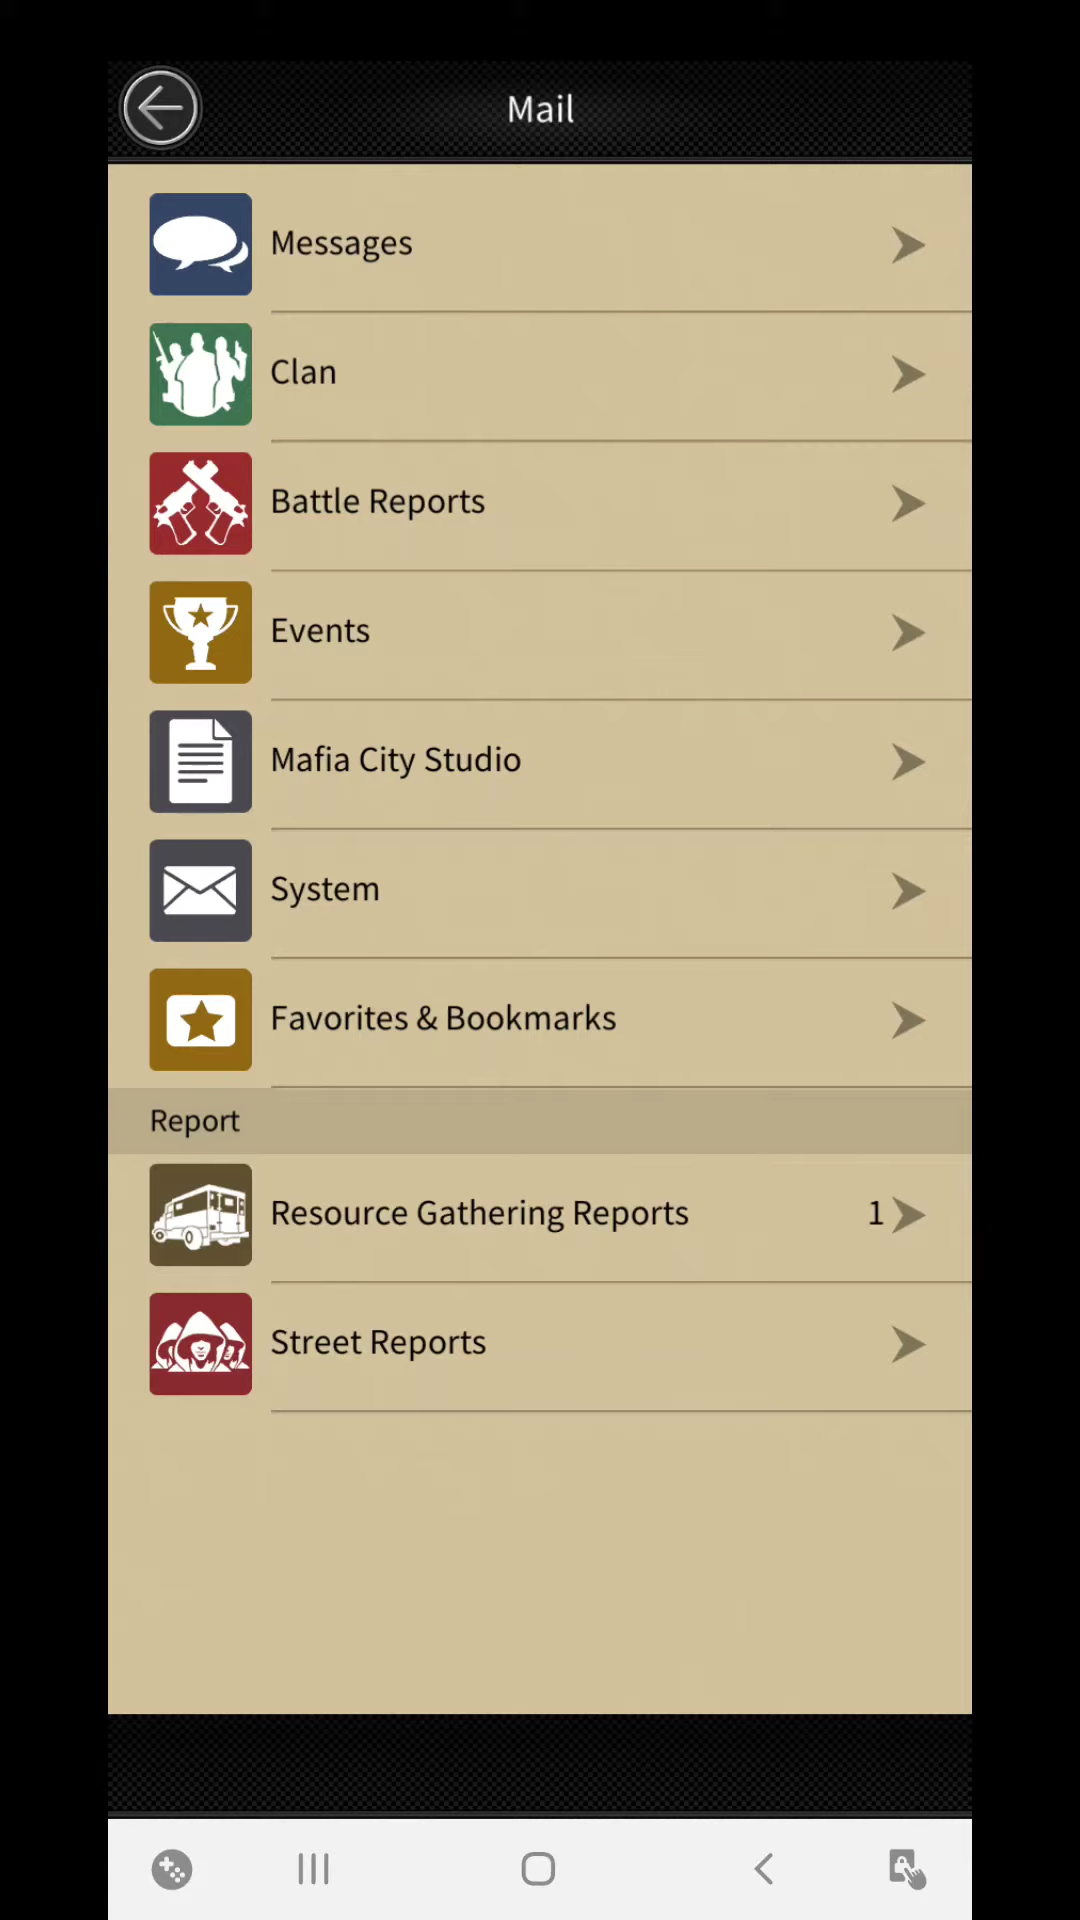 Mail
Messages
Clan
Battle Reports
Events
Mafia City Studio
System
Favorites & Bookmarks
Report
Resource Gathering Reports 1
Street Reports